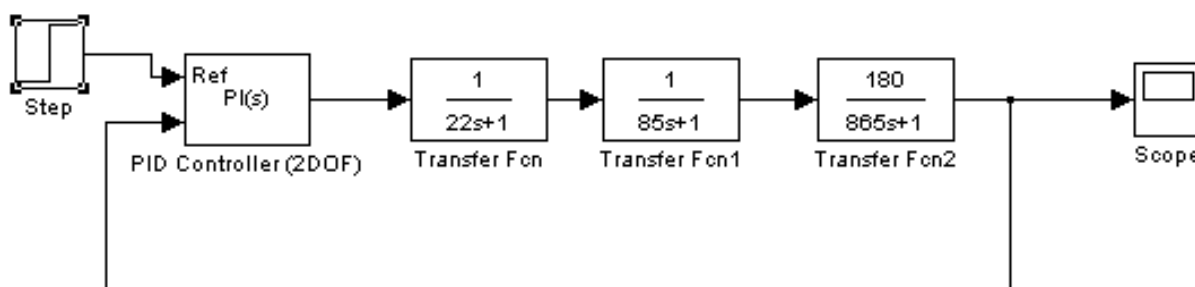 Step
Ref
PI(s)
PID Controller (2DOF)
1
22s+1
Transfer Fcn
1
85s+1
Transfer Fcn1
180
865s+1
Transfer Fcn2
Scope